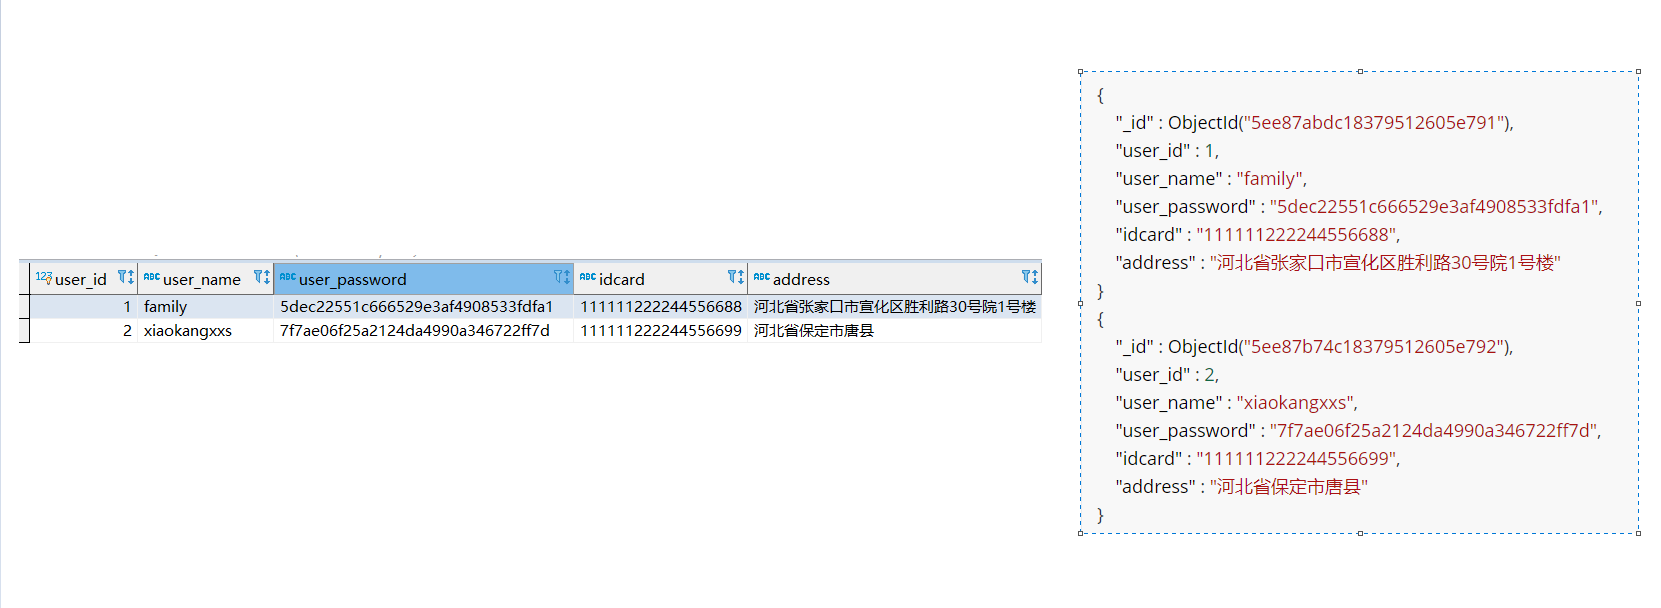 123 user_id ABC user_name ABC user_password ABC idcard ABC address
1 family 5dec22551c666529e3af4908533fdfa1 111111222244556688 河北省张家口市宣化区胜利路30号院1号楼
2 xiaokangxxs 7f7ae06f25a2124da4990a346722ff7d 111111222244556699 河北省保定市唐县
{
"_id" : ObjectId("5ee87abdc18379512605e791"),
"user_id" : 1,
"user_name" : "family",
"user_password" : "5dec22551c666529e3af4908533fdfa1",
"idcard" : "111111222244556688",
"address" : "河北省张家口市宣化区胜利路30号院1号楼"
}
{
"_id" : ObjectId("5ee87b74c18379512605e792"),
"user_id" : 2,
"user_name" : "xiaokangxxs",
"user_password" : "7f7ae06f25a2124da4990a346722ff7d",
"idcard" : "111111222244556699",
"address" : "河北省保定市唐县"
}